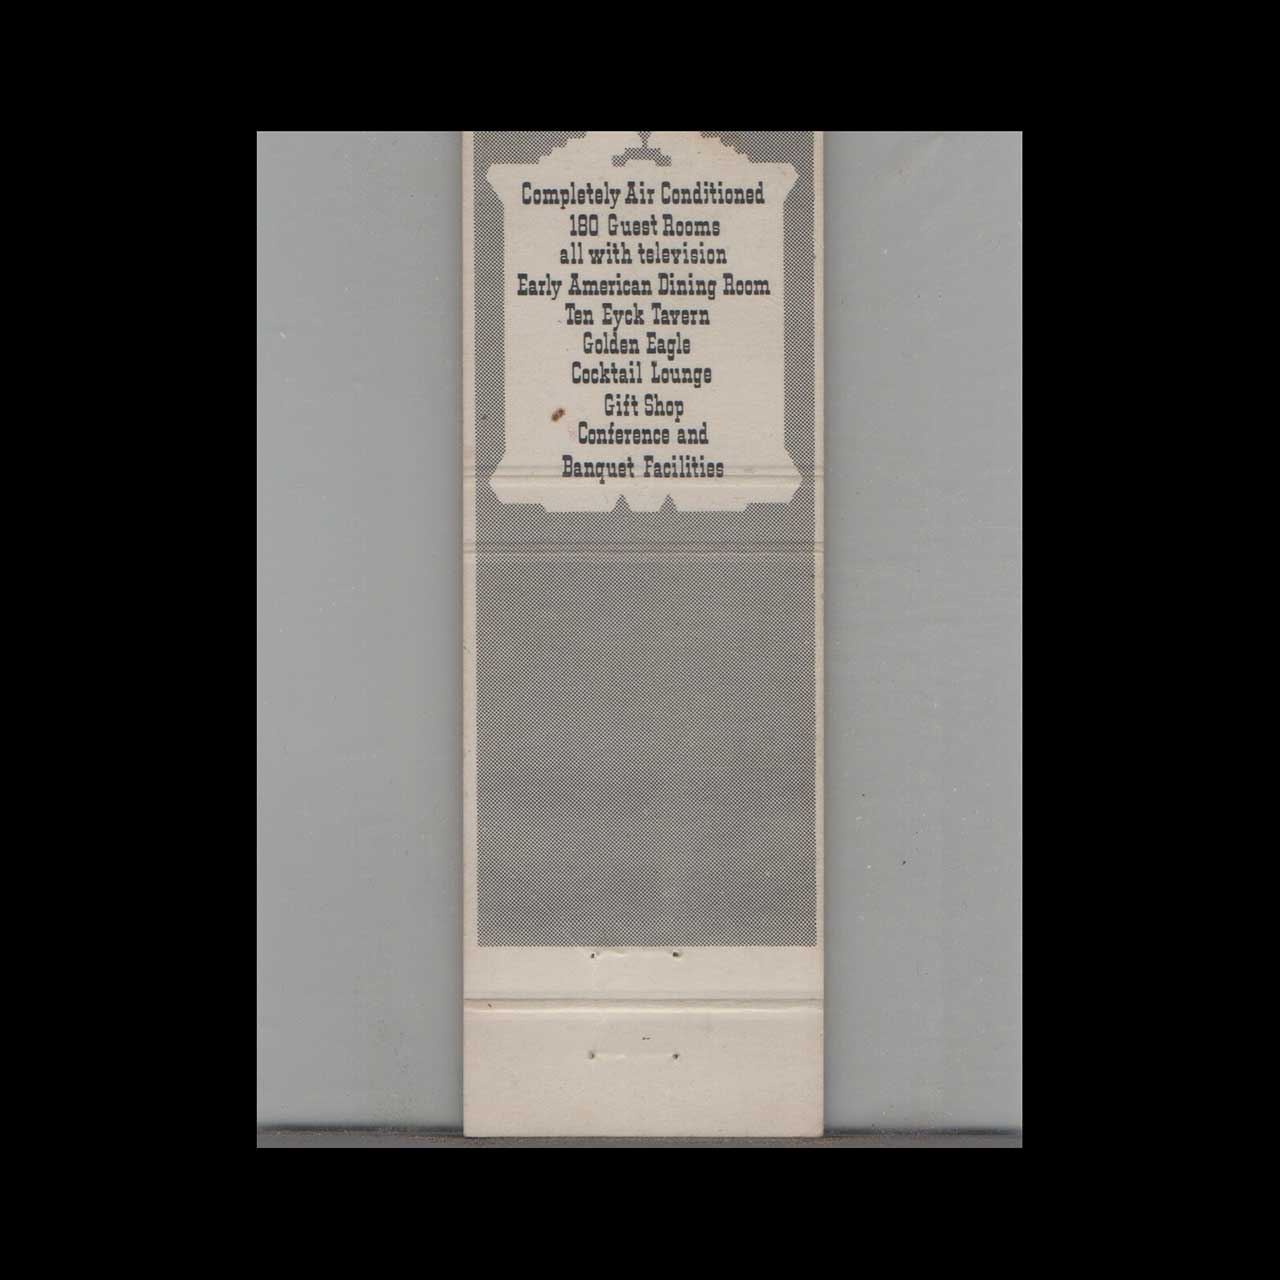 Completely Air Conditioned
180 Guest Rooms
all with television
Early American Dining Room
Ten Eyck Tavern
Golden Eagle
Cocktail Lounge
Gift Shop
Conference and
Banquet Facilities